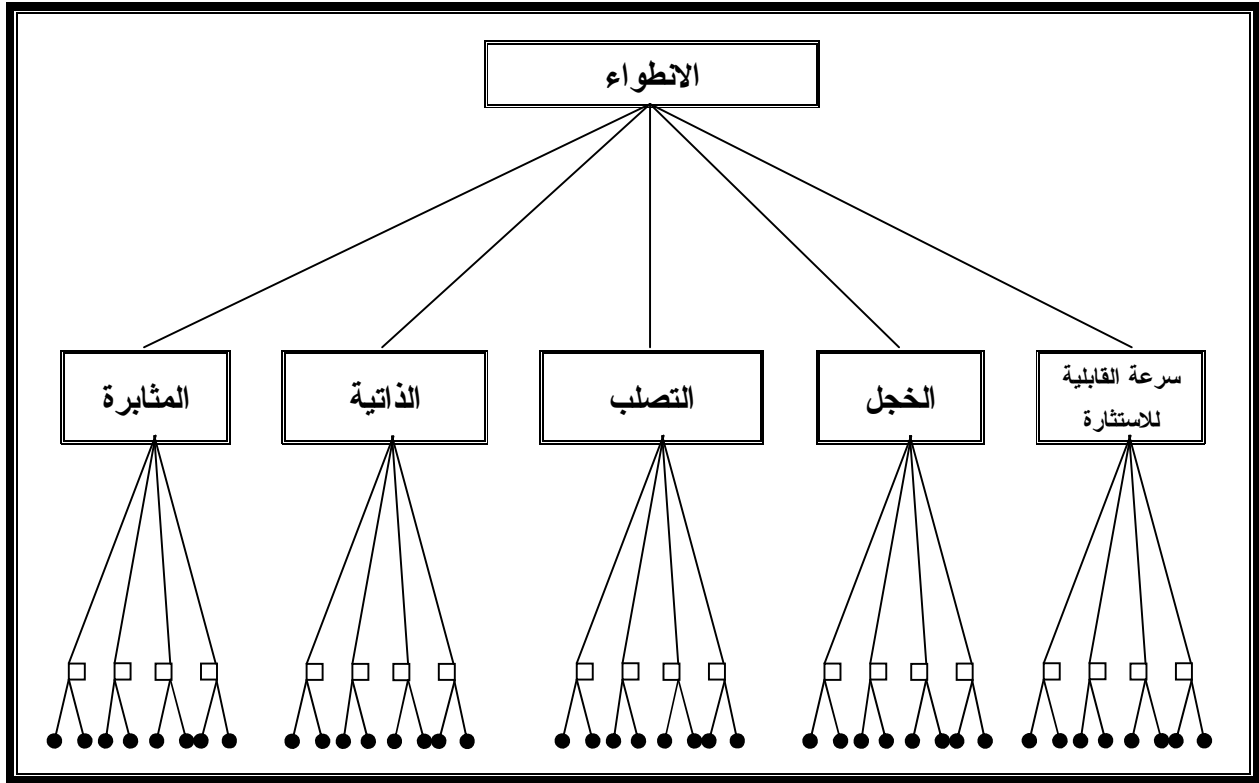 الانطواء
سرعة القابلية
للاستثارة
الخجل
التصلب
الذاتية
المثابرة